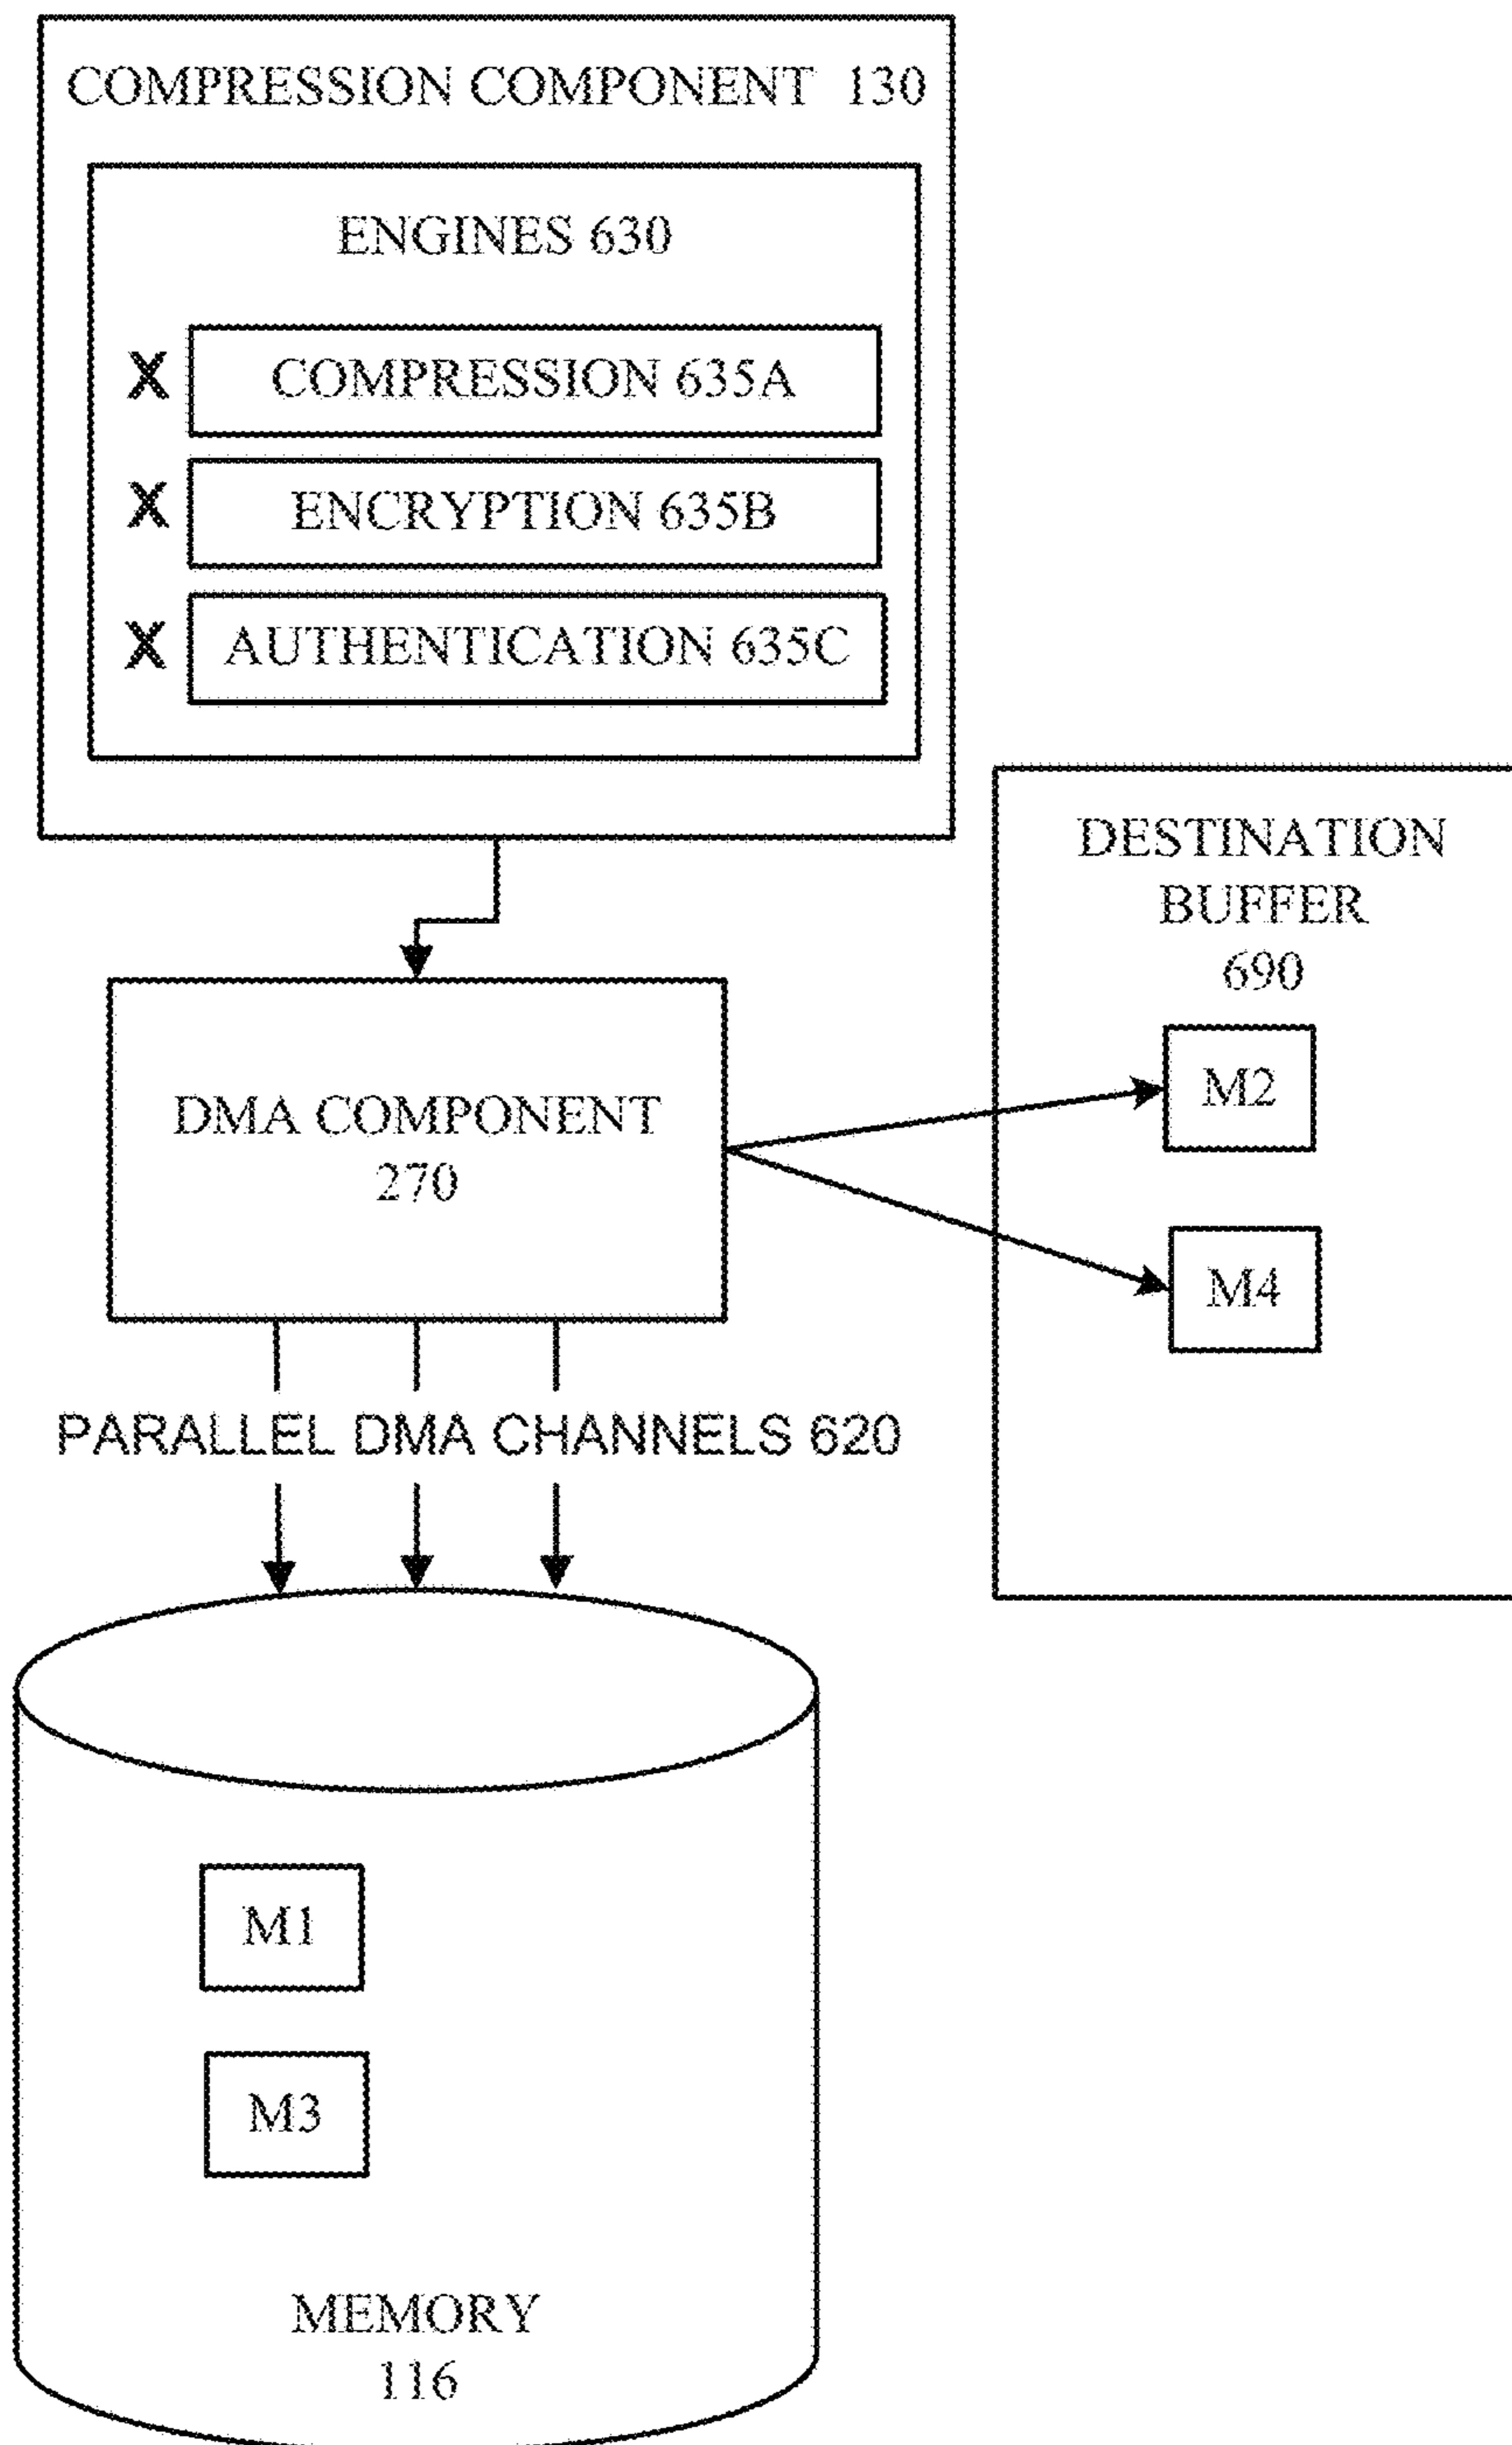 COMPRESSION COMPONENT 130
ENGINES 630
X COMPRESSION 635A
X ENCRYPTION 635B
X AUTHENTICATION 635C
DESTINATION
BUFFER
690
M2
M4
DMA COMPONENT
270
PARALLEL DMA CHANNELS 620
M1
M3
MEMORY
116